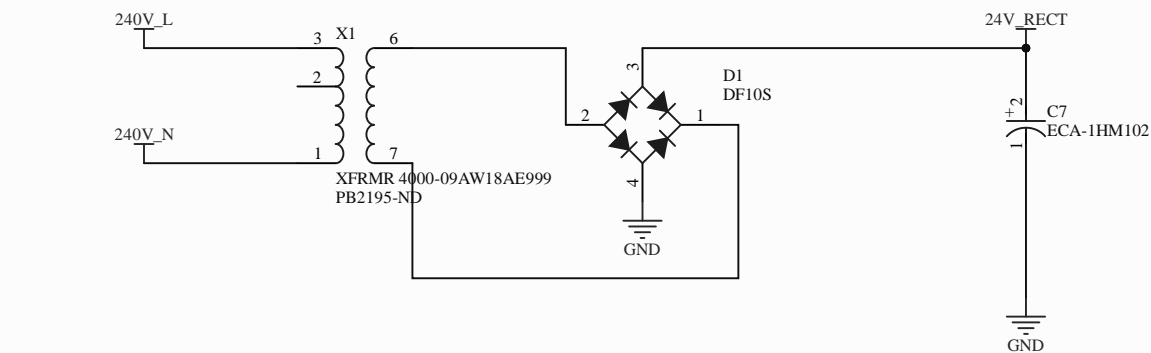 240V_L
X1
3
6
2
240V_N
1
7
XFRMR 4000-09AW18AE999
PB2195-ND
3
D1
DF10S
2
1
4
GND
24V_RECT
+
2
C7
ECA-1HM102
1
GND